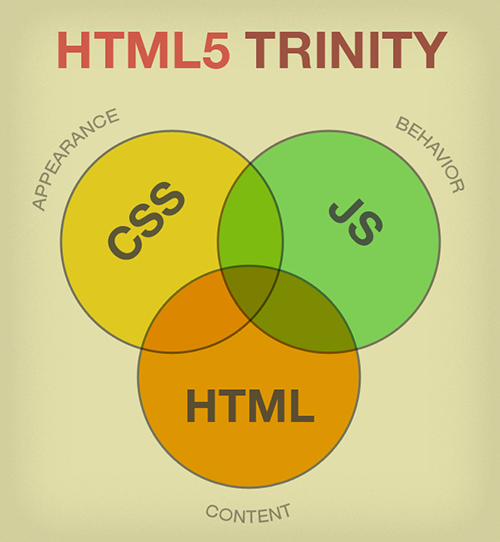 HTML5 TRINITY
APPEARANCE
BEHAVIOR
CSS
JS
HTML
CONTENT